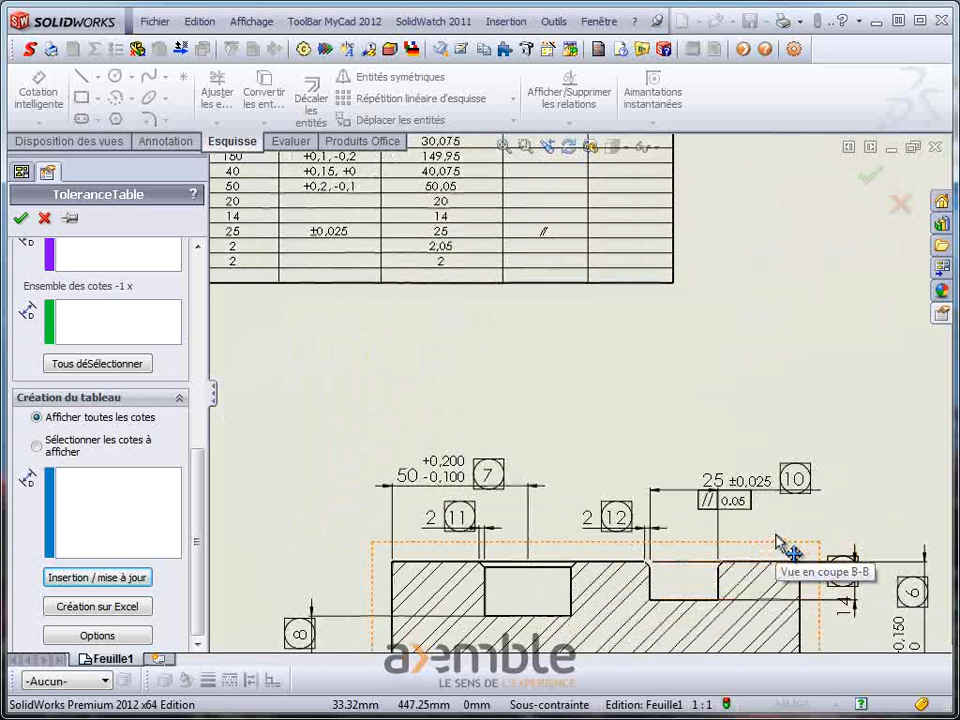 SOLIDWORKS Fichier Edition Affichage ToolBar MyCad 2012 SolidWatch 2011 Insertion Outils Fenêtre
Cotation intelligente
Ajuster les e...
Convertir les ent...
Décaler les entités
Entités symétriques
Répétition linéaire d'esquisse
Déplacer les entités
Afficher/Supprimer les relations
Aimantations instantanées
Disposition des vues Annotation Esquisse Evaluer Produits Office
ToleranceTable ?
Ensemble des cotes -1 x
Tous déSélectionner
Création du tableau
Afficher toutes les cotes
Sélectionner les cotes à afficher
Insertion / mise à jour
Création sur Excel
Options
30,075
150 +0,1, -0,2 149,95
40 +0,15, +0 40,075
50 +0,2, -0,1 50,05
20 20
14 14
25 ±0,025 25 //
2 2,05
2 2
50 +0,200 -0,100 7
25 ±0,025 10
// 0.05
2 11
2 12
Vue en coupe B-B
8
14
6
+0,150
0
axemble
LE SENS DE L'EXPÉRIENCE
Feuille1
-Aucun-
SolidWorks Premium 2012 x64 Edition 33.32mm 447.25mm 0mm Sous-contrainte Edition: Feuille1 1 : 1